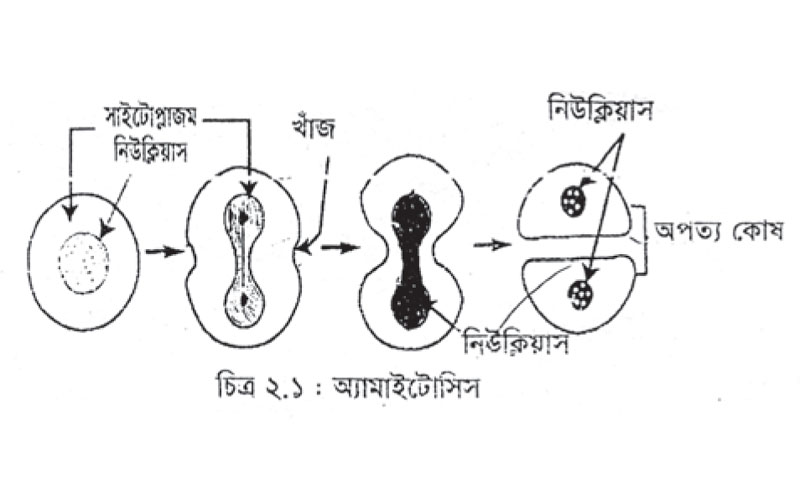 সাইটোপ্লাজম
নিউক্লিয়াস
খাঁজ
নিউক্লিয়াস
অপত্য কোষ
নিউক্লিয়াস
চিত্র ২.১ : অ্যামাইটোসিস